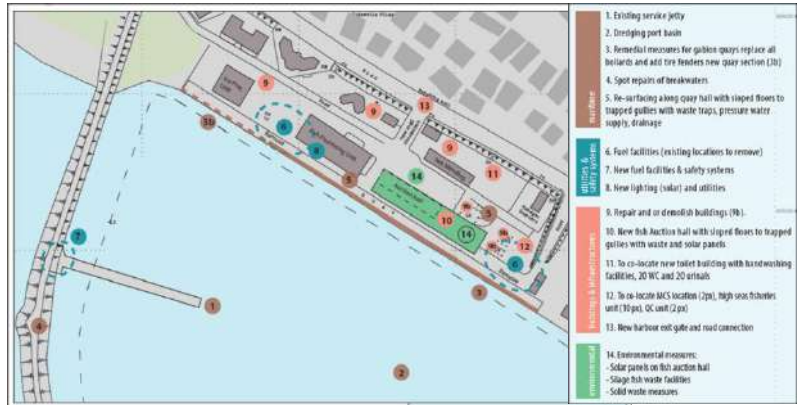 1. Existing service jetty
2. Dredging port basin
3. Remedial measures for gabion quays replace all
bollards and add tire fenders new quay section (3b)
4. Spot repairs of breakwaters
5. Re-surfacing along quay hall with sloped floors to
trapped gullies with waste traps, pressure water
supply, drainage
maritime
6. Fuel facilities (existing locations to remove)
7. New fuel facilities & safety systems
8. New lighting (solar) and utilities
utilities &
safety systems
9. Repair and or demolish buildings (9b).
10. New fish Auction hall with sloped floors to trapped
gullies with waste and solar panels
11. To co-locate new toilet building with handwashing
facilities, 20 WC and 20 urinals
12. To co-locate MCS location (2px), high seas fisheries
unit (10px), QC unit (2px)
13. New harbour exit gate and road connection
buildings & infrastructures
14. Environmental measures:
- Solar panels on fish auction hall
- Silage fish waste facilities
- Solid waste measures
environmental
9
3b
6
8
9
13
9
11
14
5
10
14
9b
5
9b
9b
12
6
7
3
1
4
2